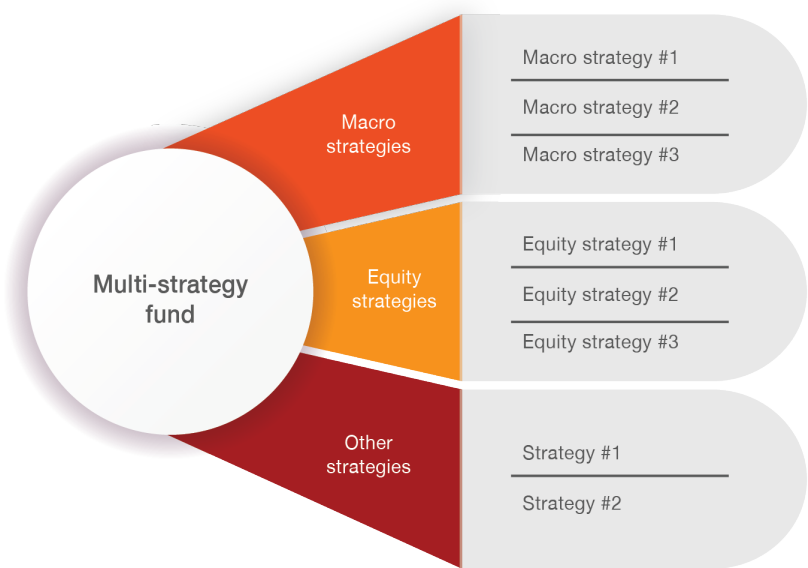 Multi-strategy
fund
Macro
strategies
Macro strategy #1
Macro strategy #2
Macro strategy #3
Equity
strategies
Equity strategy #1
Equity strategy #2
Equity strategy #3
Other
strategies
Strategy #1
Strategy #2